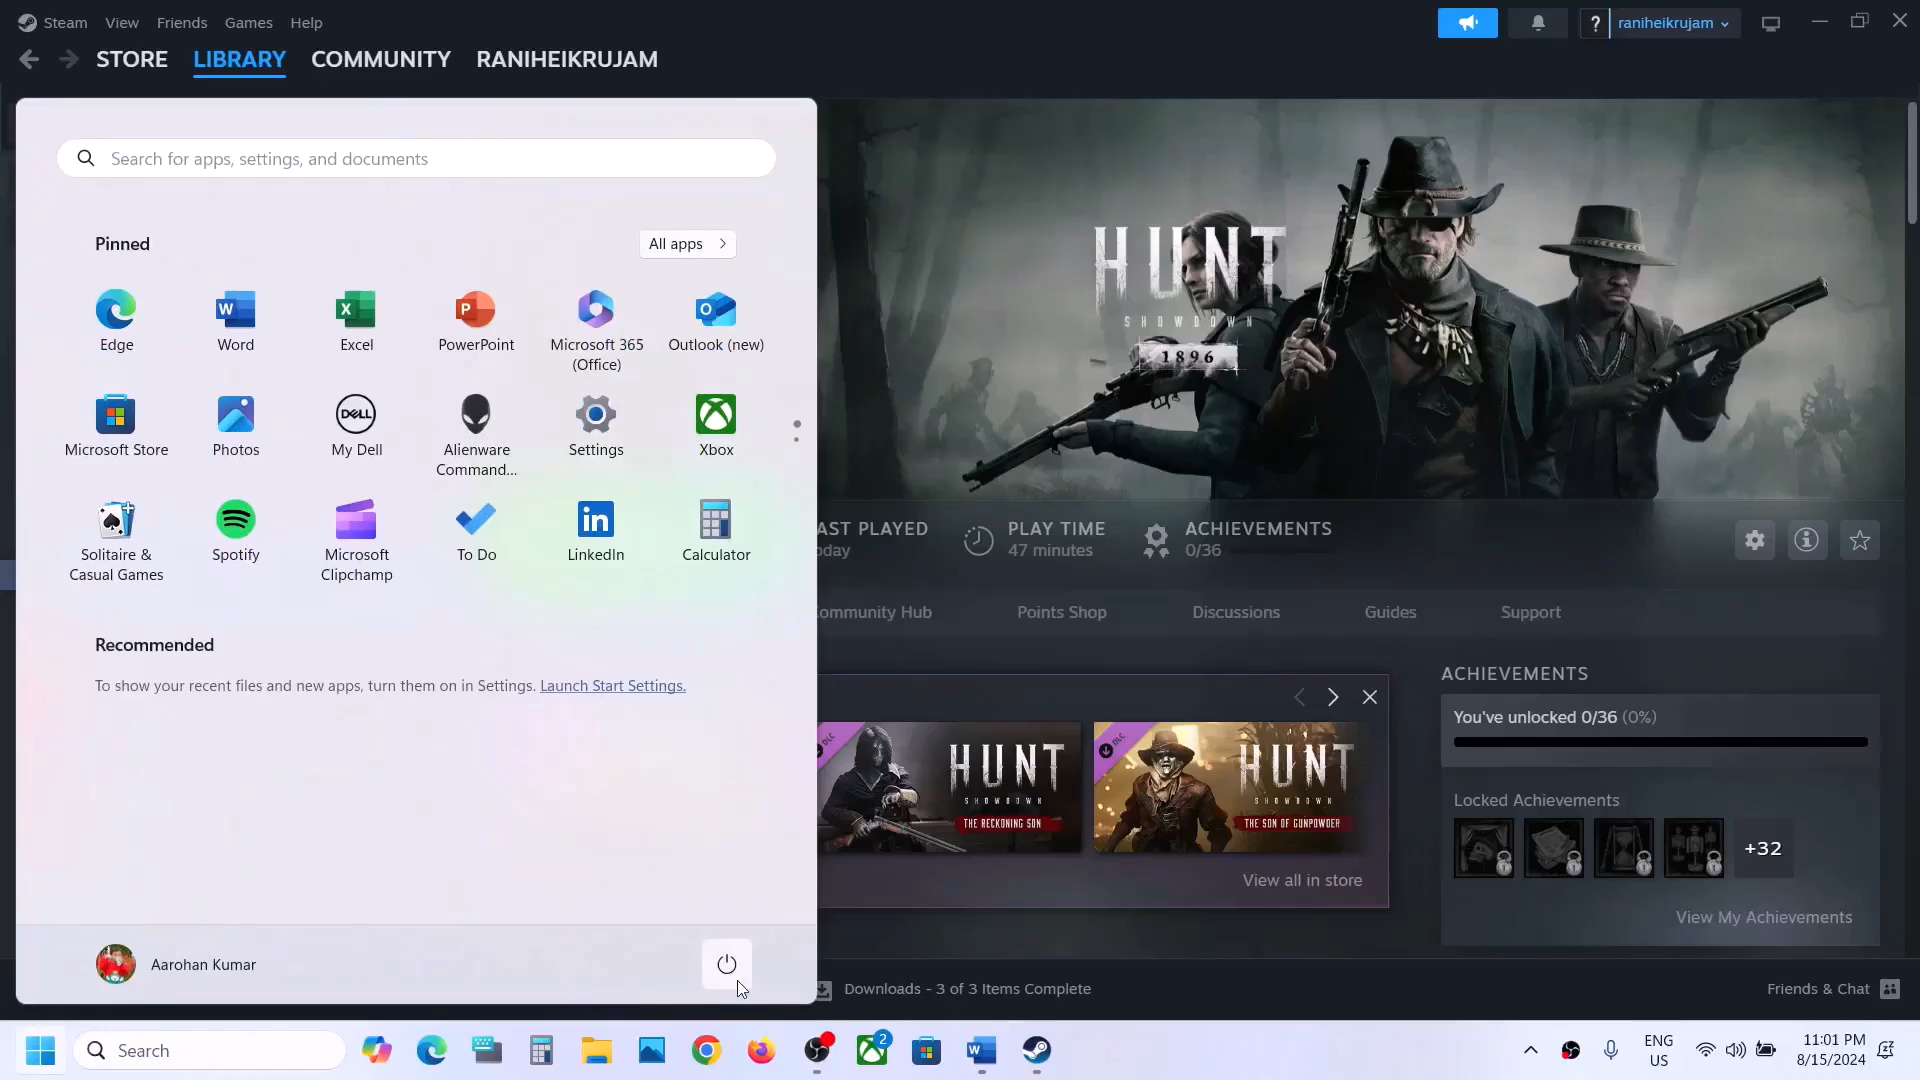 Steam View Friends Games Help
? raniheikrujam
STORE LIBRARY COMMUNITY RANIHEIKRUJAM
Search for apps, settings, and documents
Pinned
All apps
Edge
Word
Excel
PowerPoint
Microsoft 365
(Office)
Outlook (new)
Microsoft Store
Photos
DELL
My Dell
Alienware
Command...
Settings
Xbox
Solitaire &
Casual Games
Spotify
Microsoft
Clipchamp
To Do
LinkedIn
Calculator
Recommended
To show your recent files and new apps, turn them on in Settings. Launch Start Settings.
Aarohan Kumar
HUNT
SHOWDOWN
1896
AST PLAYED
oday
PLAY TIME
47 minutes
ACHIEVEMENTS
0/36
ommunity Hub Points Shop Discussions Guides Support
DLC
HUNT
SHOWDOWN
THE RECKONING SON
DLC
HUNT
SHOWDOWN
THE SON OF GUNPOWDER
View all in store
ACHIEVEMENTS
You've unlocked 0/36 (0%)
Locked Achievements
+32
View My Achievements
Downloads - 3 of 3 Items Complete
Friends & Chat
Search
2
ENG
US
11:01 PM
8/15/2024